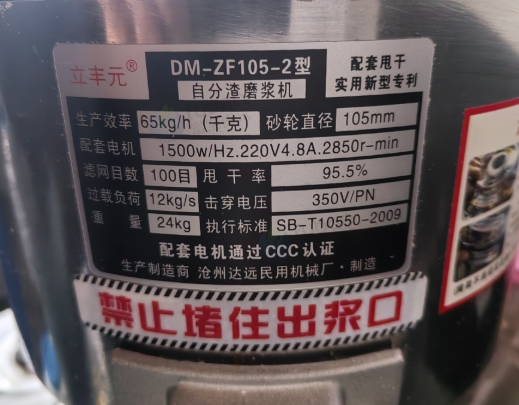 立丰元®
DM-ZF105-2型
自分渣磨浆机
配套甩干
实用新型专利
生产效率 65kg/h (千克) 砂轮直径 105mm
配套电机 1500w/Hz.220V4.8A.2850r-min
滤网目数 100目 甩干率 95.5%
过载负荷 12kg/s 击穿电压 350V/PN
重量 24kg 执行标准 SB-T10550-2009
配套电机通过CCC认证
生产制造商 沧州达远民用机械厂·制造
禁止堵住出浆口